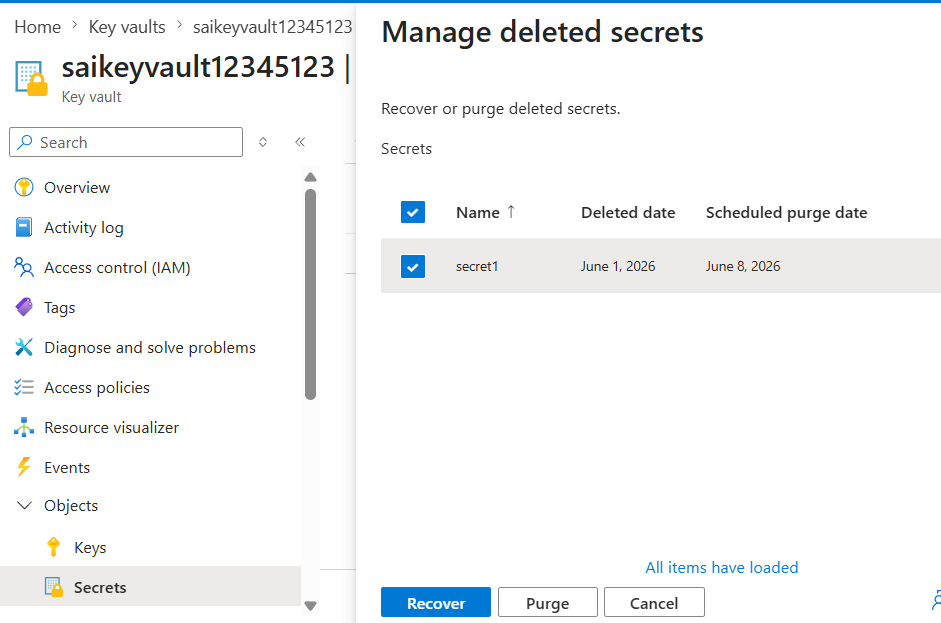 Home > Key vaults > saikeyvault12345123
saikeyvault12345123 |
Key vault
Search
Overview
Activity log
Access control (IAM)
Tags
Diagnose and solve problems
Access policies
Resource visualizer
Events
Objects
Keys
Secrets
Manage deleted secrets
Recover or purge deleted secrets.
Secrets
Name ↑ Deleted date Scheduled purge date
secret1 June 1, 2026 June 8, 2026
All items have loaded
Recover Purge Cancel